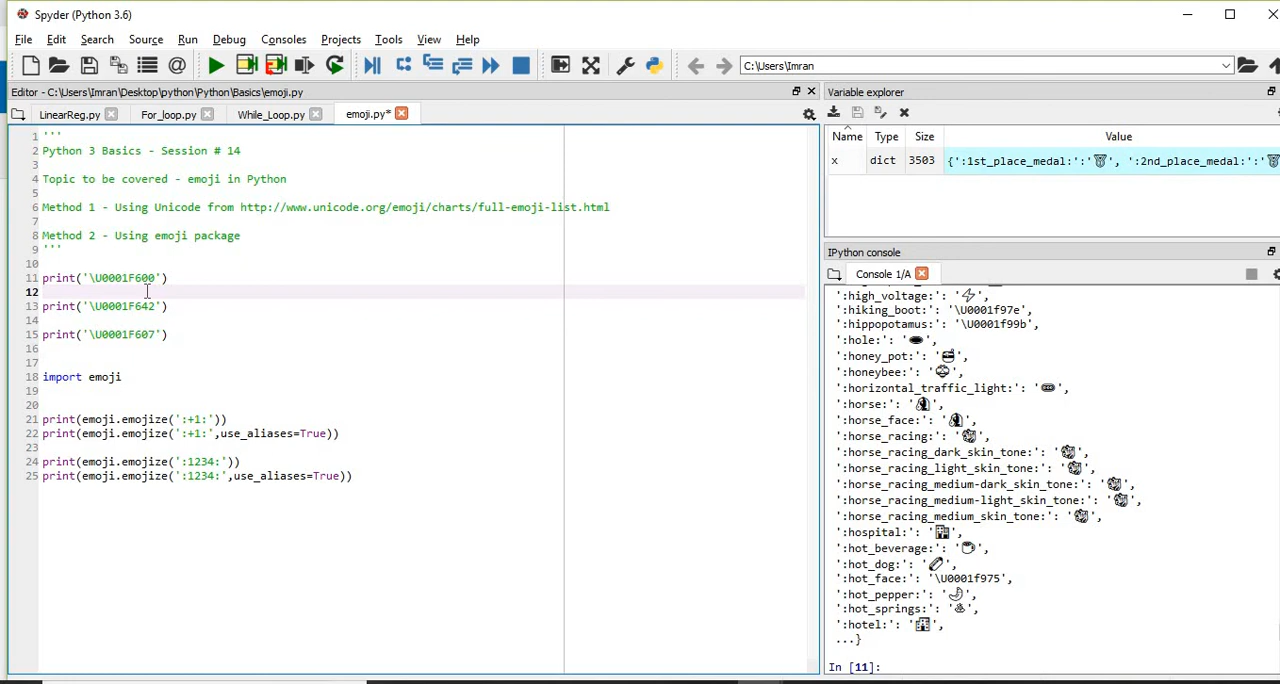 Spyder (Python 3.6)
File Edit Search Source Run Debug Consoles Projects Tools View Help
C:\Users\Imran
Editor - C:\Users\Imran\Desktop\python\Python\Basics\emoji.py
LinearReg.py For_loop.py While_Loop.py emoji.py*
1 '''
2 Python 3 Basics - Session # 14
3
4 Topic to be covered - emoji in Python
5
6 Method 1 - Using Unicode from http://www.unicode.org/emoji/charts/full-emoji-list.html
7
8 Method 2 - Using emoji package
9 '''
10
11 print('\U0001F600')
12
13 print('\U0001F642')
14
15 print('\U0001F607')
16
17
18 import emoji
19
20
21 print(emoji.emojize(':+1:'))
22 print(emoji.emojize(':+1:',use_aliases=True))
23
24 print(emoji.emojize(':1234:'))
25 print(emoji.emojize(':1234:',use_aliases=True))
Variable explorer
Name Type Size Value
x dict 3503 {':1st_place_medal:':'🥇', ':2nd_place_medal:':'🥈
IPython console
Console 1/A
':high_voltage:': '⚡',
':hiking_boot:': '\U0001f97e',
':hippopotamus:': '\U0001f99b',
':hole:': '🕳',
':honey_pot:': '🍯',
':honeybee:': '🐝',
':horizontal_traffic_light:': '🚥',
':horse:': '🐴',
':horse_face:': '🐴',
':horse_racing:': '🏇',
':horse_racing_dark_skin_tone:': '🏇',
':horse_racing_light_skin_tone:': '🏇',
':horse_racing_medium-dark_skin_tone:': '🏇',
':horse_racing_medium-light_skin_tone:': '🏇',
':horse_racing_medium_skin_tone:': '🏇',
':hospital:': '🏥',
':hot_beverage:': '☕',
':hot_dog:': '🌭',
':hot_face:': '\U0001f975',
':hot_pepper:': '🌶',
':hot_springs:': '♨',
':hotel:': '🏨',
...}
In [11]: